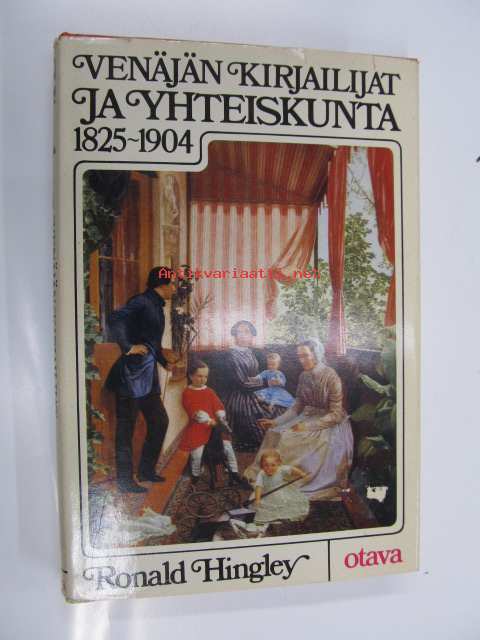 VENÄJÄN KIRJAILIJAT
JA YHTEISKUNTA
1825~1904
Antikvariaatti.net
Ronald Hingley
otava